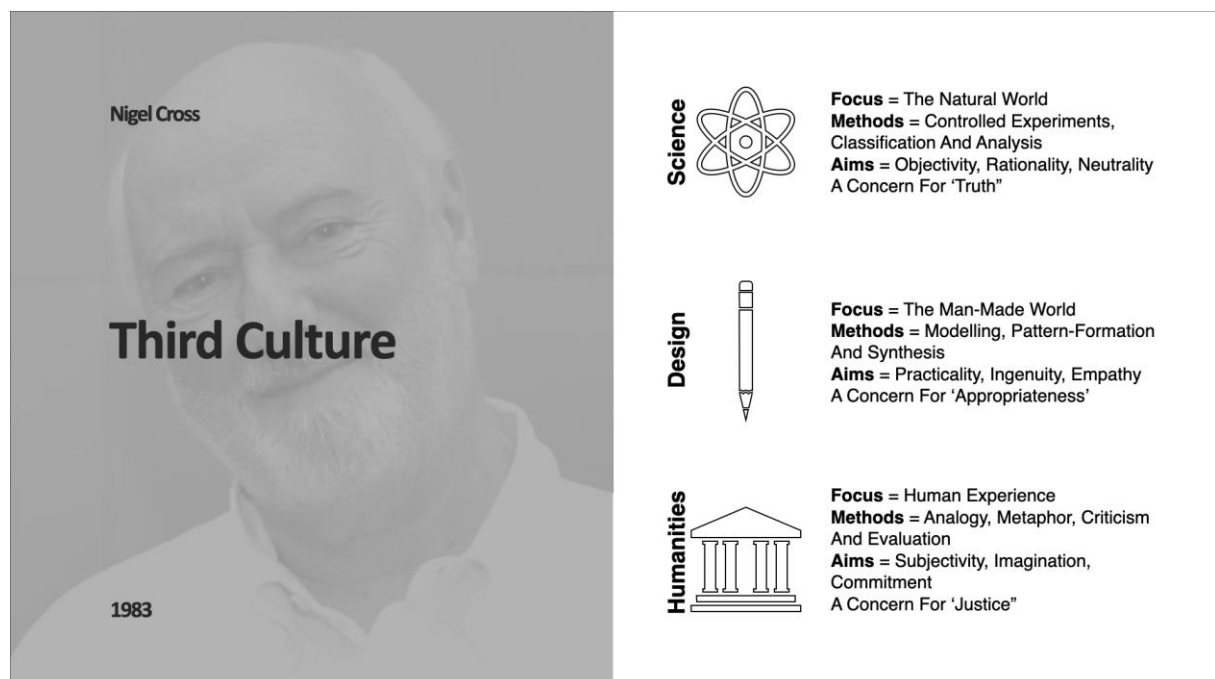 Nigel Cross
Third Culture
1983
Science
Focus = The Natural World
Methods = Controlled Experiments,
Classification And Analysis
Aims = Objectivity, Rationality, Neutrality
A Concern For ‘Truth”
Design
Focus = The Man-Made World
Methods = Modelling, Pattern-Formation
And Synthesis
Aims = Practicality, Ingenuity, Empathy
A Concern For ‘Appropriateness’
Humanities
Focus = Human Experience
Methods = Analogy, Metaphor, Criticism
And Evaluation
Aims = Subjectivity, Imagination,
Commitment
A Concern For ‘Justice”